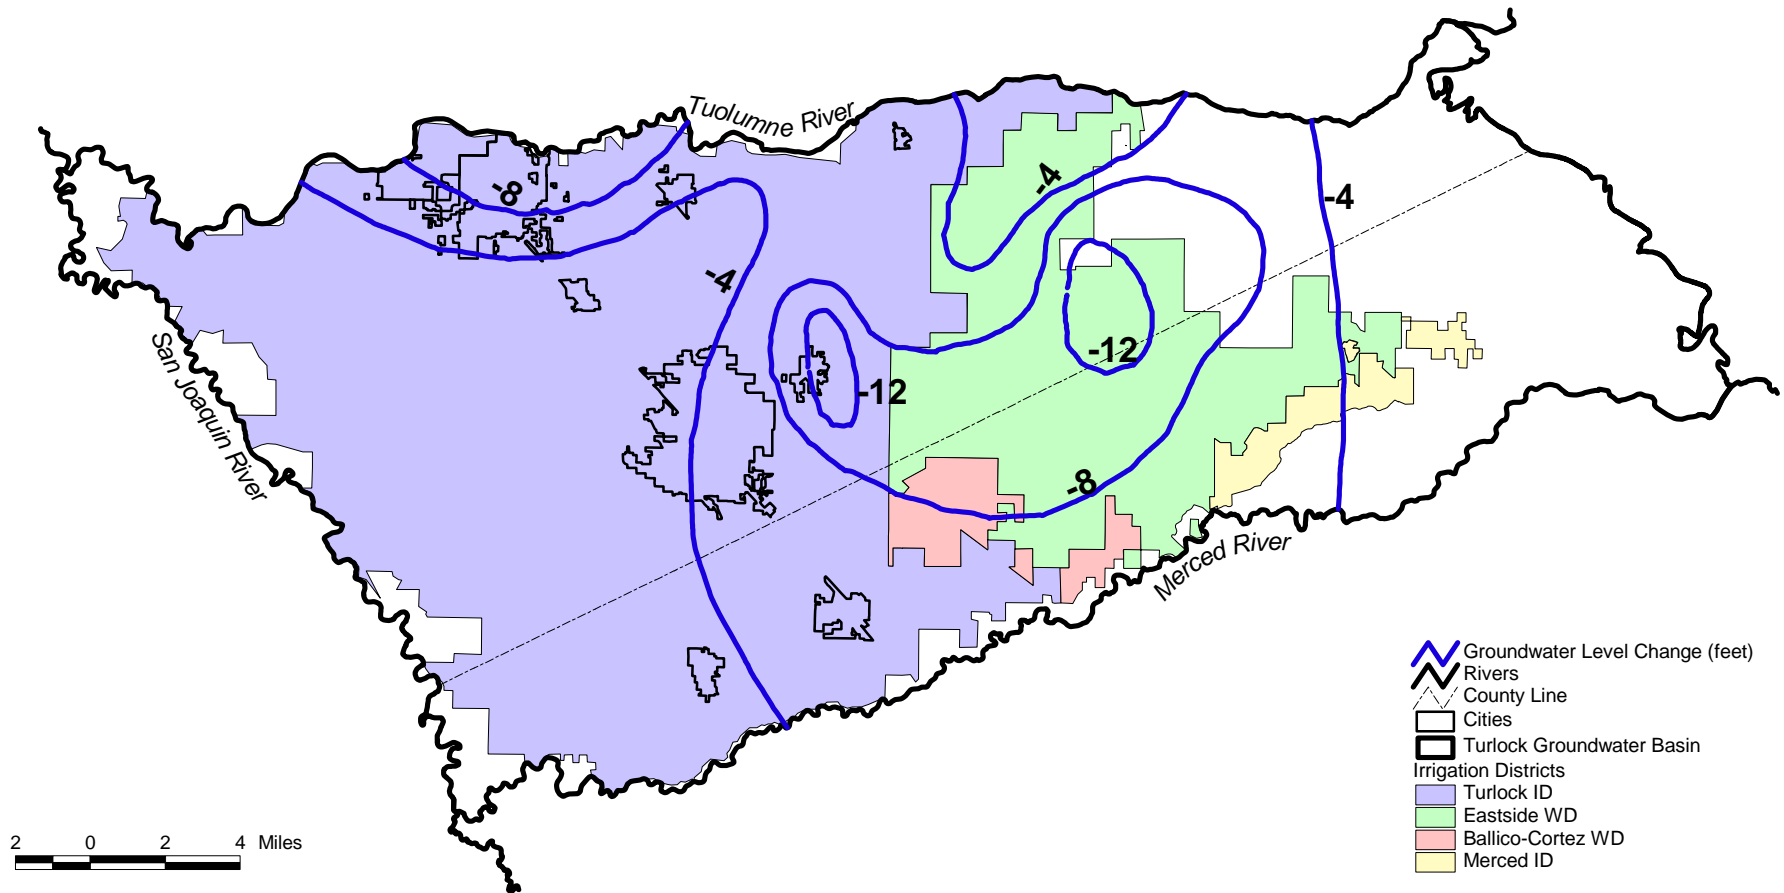 Tuolumne River
-8
-4
-4
-4
-12
-12
San Joaquin River
-8
Merced River
Groundwater Level Change (feet)
Rivers
County Line
Cities
Turlock Groundwater Basin
Irrigation Districts
Turlock ID
Eastside WD
Ballico-Cortez WD
Merced ID
2 0 2 4 Miles